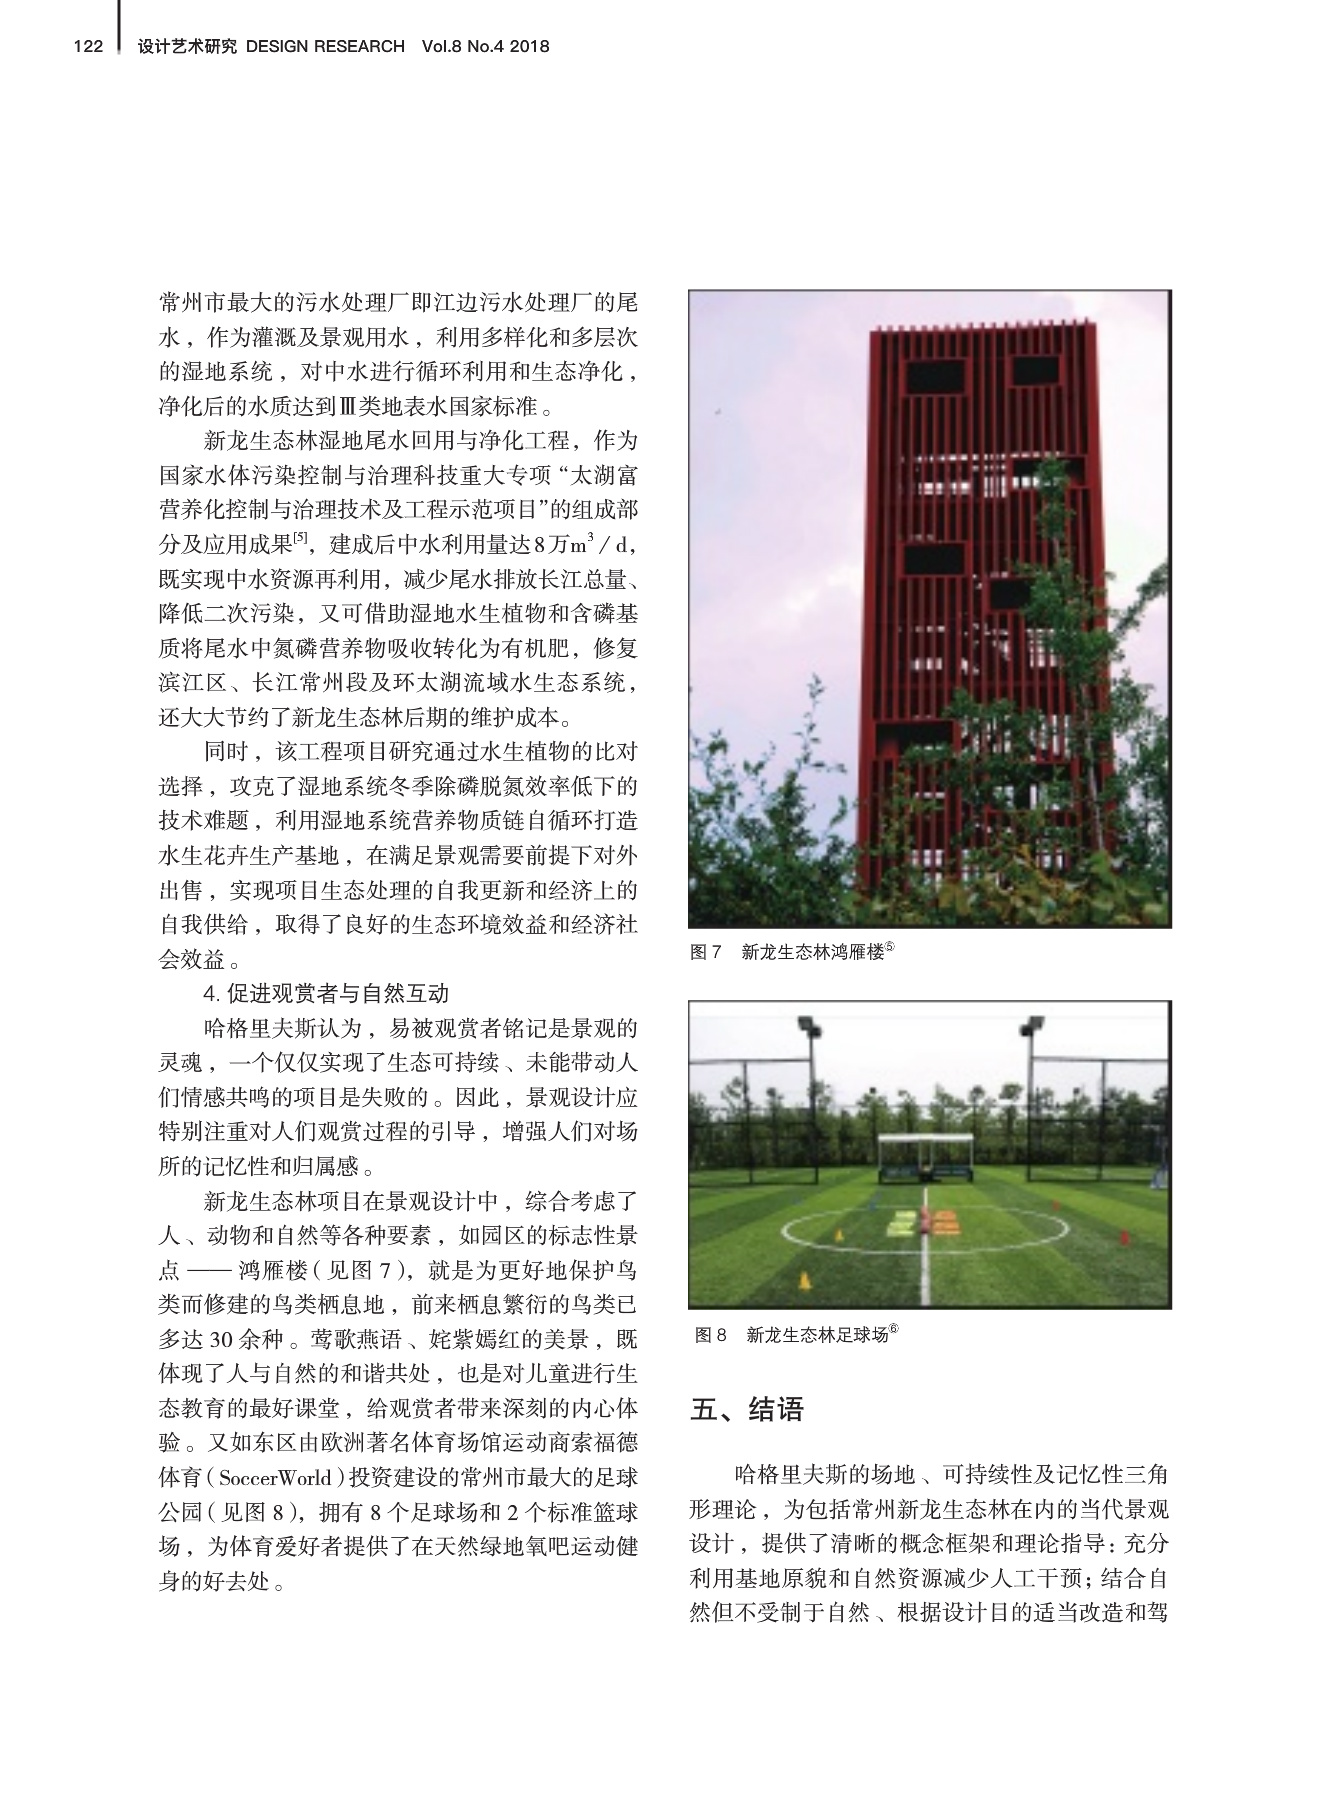 122 设计艺术研究 DESIGN RESEARCH Vol.8 No.4 2018
常州市最大的污水处理厂即江边污水处理厂的尾
水，作为灌溉及景观用水，利用多样化和多层次
的湿地系统，对中水进行循环利用和生态净化，
净化后的水质达到Ⅲ类地表水国家标准。
新龙生态林湿地尾水回用与净化工程，作为
国家水体污染控制与治理科技重大专项“太湖富
营养化控制与治理技术及工程示范项目”的组成部
分及应用成果[5]，建成后中水利用量达8万m³／d，
既实现中水资源再利用，减少尾水排放长江总量、
降低二次污染，又可借助湿地水生植物和含磷基
质将尾水中氮磷营养物吸收转化为有机肥，修复
滨江区、长江常州段及环太湖流域水生态系统，
还大大节约了新龙生态林后期的维护成本。
同时，该工程项目研究通过水生植物的比对
选择，攻克了湿地系统冬季除磷脱氮效率低下的
技术难题，利用湿地系统营养物质链自循环打造
水生花卉生产基地，在满足景观需要前提下对外
出售，实现项目生态处理的自我更新和经济上的
自我供给，取得了良好的生态环境效益和经济社
会效益。
4. 促进观赏者与自然互动
哈格里夫斯认为，易被观赏者铭记是景观的
灵魂，一个仅仅实现了生态可持续、未能带动人
们情感共鸣的项目是失败的。因此，景观设计应
特别注重对人们观赏过程的引导，增强人们对场
所的记忆性和归属感。
新龙生态林项目在景观设计中，综合考虑了
人、动物和自然等各种要素，如园区的标志性景
点 —— 鸿雁楼（见图 7），就是为更好地保护鸟
类而修建的鸟类栖息地，前来栖息繁衍的鸟类已
多达 30 余种。莺歌燕语、姹紫嫣红的美景，既
体现了人与自然的和谐共处，也是对儿童进行生
态教育的最好课堂，给观赏者带来深刻的内心体
验。又如东区由欧洲著名体育场馆运动商索福德
体育（SoccerWorld）投资建设的常州市最大的足球
公园（见图 8），拥有 8 个足球场和 2 个标准篮球
场，为体育爱好者提供了在天然绿地氧吧运动健
身的好去处。
图 7 新龙生态林鸿雁楼⑤
图 8 新龙生态林足球场⑥
五、结语
哈格里夫斯的场地、可持续性及记忆性三角
形理论，为包括常州新龙生态林在内的当代景观
设计，提供了清晰的概念框架和理论指导：充分
利用基地原貌和自然资源减少人工干预；结合自
然但不受制于自然、根据设计目的适当改造和驾